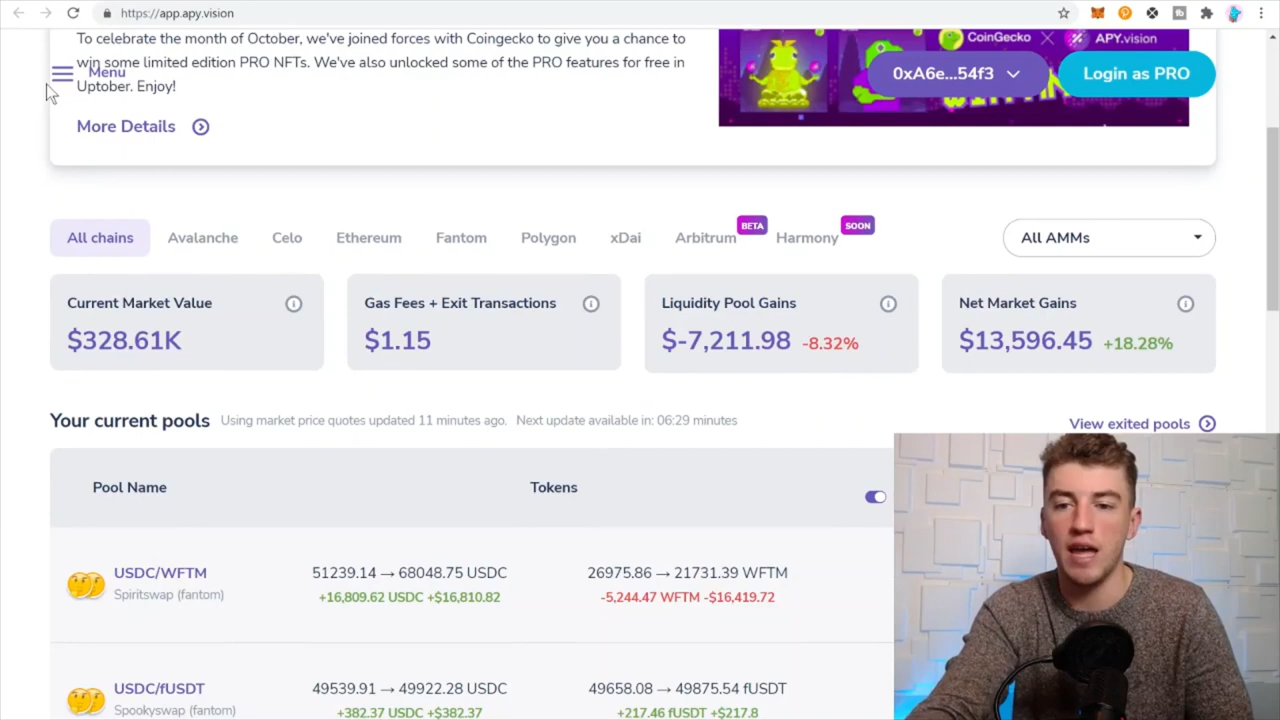 https://app.apy.vision
To celebrate the month of October, we've joined forces with Coingecko to give you a chance to
win some limited edition PRO NFTs. We've also unlocked some of the PRO features for free in
Uptober. Enjoy!
Menu
More Details
CoinGecko
APY.vision
0xA6e...54f3
Login as PRO
All chains
Avalanche
Celo
Ethereum
Fantom
Polygon
xDai
Arbitrum
BETA
Harmony
SOON
All AMMs
Current Market Value
$328.61K
Gas Fees + Exit Transactions
$1.15
Liquidity Pool Gains
$-7,211.98 -8.32%
Net Market Gains
$13,596.45 +18.28%
Your current pools Using market price quotes updated 11 minutes ago. Next update available in: 06:29 minutes
View exited pools
Pool Name Tokens
USDC/WFTM 51239.14 → 68048.75 USDC 26975.86 → 21731.39 WFTM
Spiritswap (fantom) +16,809.62 USDC +$16,810.82 -5,244.47 WFTM -$16,419.72
USDC/fUSDT 49539.91 → 49922.28 USDC 49658.08 → 49875.54 fUSDT
Spookyswap (fantom) +382.37 USDC +$382.37 +217.46 fUSDT +$217.8